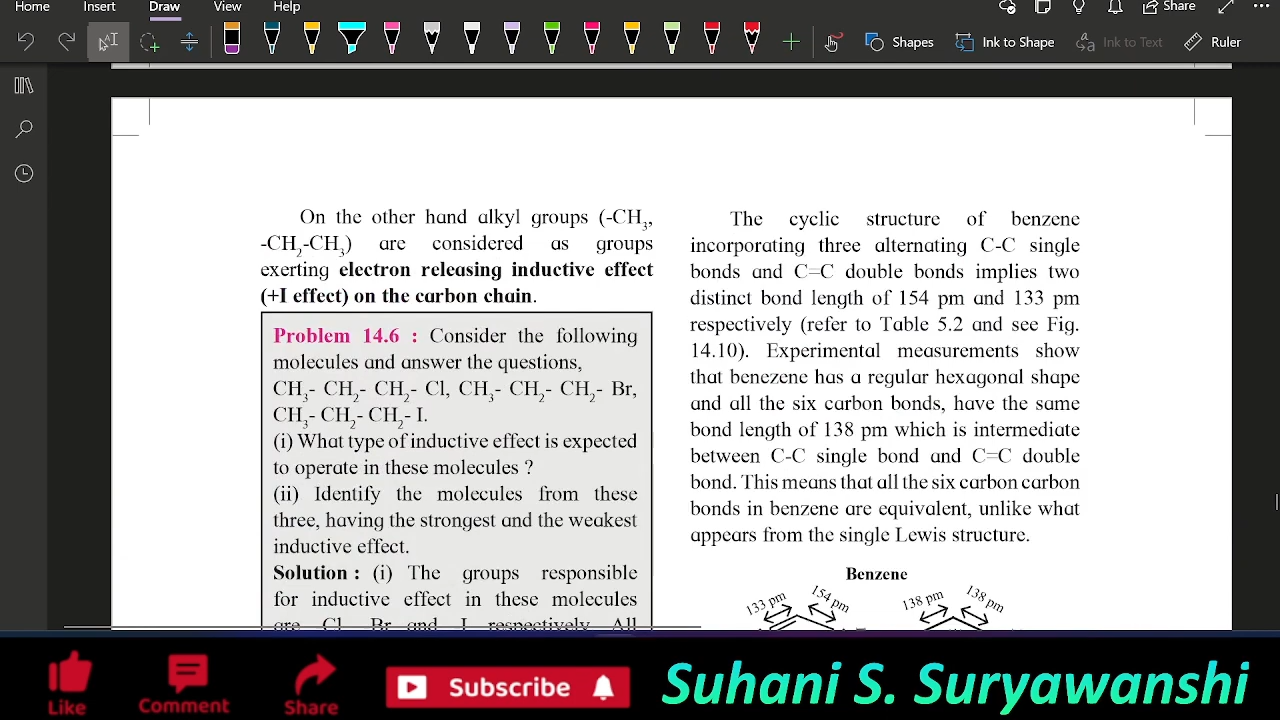 Home Insert Draw View Help Share
Shapes Ink to Shape Ink to Text Ruler
On the other hand alkyl groups (-CH3,
-CH2-CH3) are considered as groups
exerting electron releasing inductive effect
(+I effect) on the carbon chain.
Problem 14.6 : Consider the following
molecules and answer the questions,
CH3- CH2- CH2- Cl, CH3- CH2- CH2- Br,
CH3- CH2- CH2- I.
(i) What type of inductive effect is expected
to operate in these molecules ?
(ii) Identify the molecules from these
three, having the strongest and the weakest
inductive effect.
Solution : (i) The groups responsible
for inductive effect in these molecules
are -Cl, -Br and -I respectively. All
The cyclic structure of benzene
incorporating three alternating C-C single
bonds and C=C double bonds implies two
distinct bond length of 154 pm and 133 pm
respectively (refer to Table 5.2 and see Fig.
14.10). Experimental measurements show
that benezene has a regular hexagonal shape
and all the six carbon bonds, have the same
bond length of 138 pm which is intermediate
between C-C single bond and C=C double
bond. This means that all the six carbon carbon
bonds in benzene are equivalent, unlike what
appears from the single Lewis structure.
Benzene
133 pm 154 pm 138 pm 138 pm
Like Comment Share Subscribe Suhani S. Suryawanshi